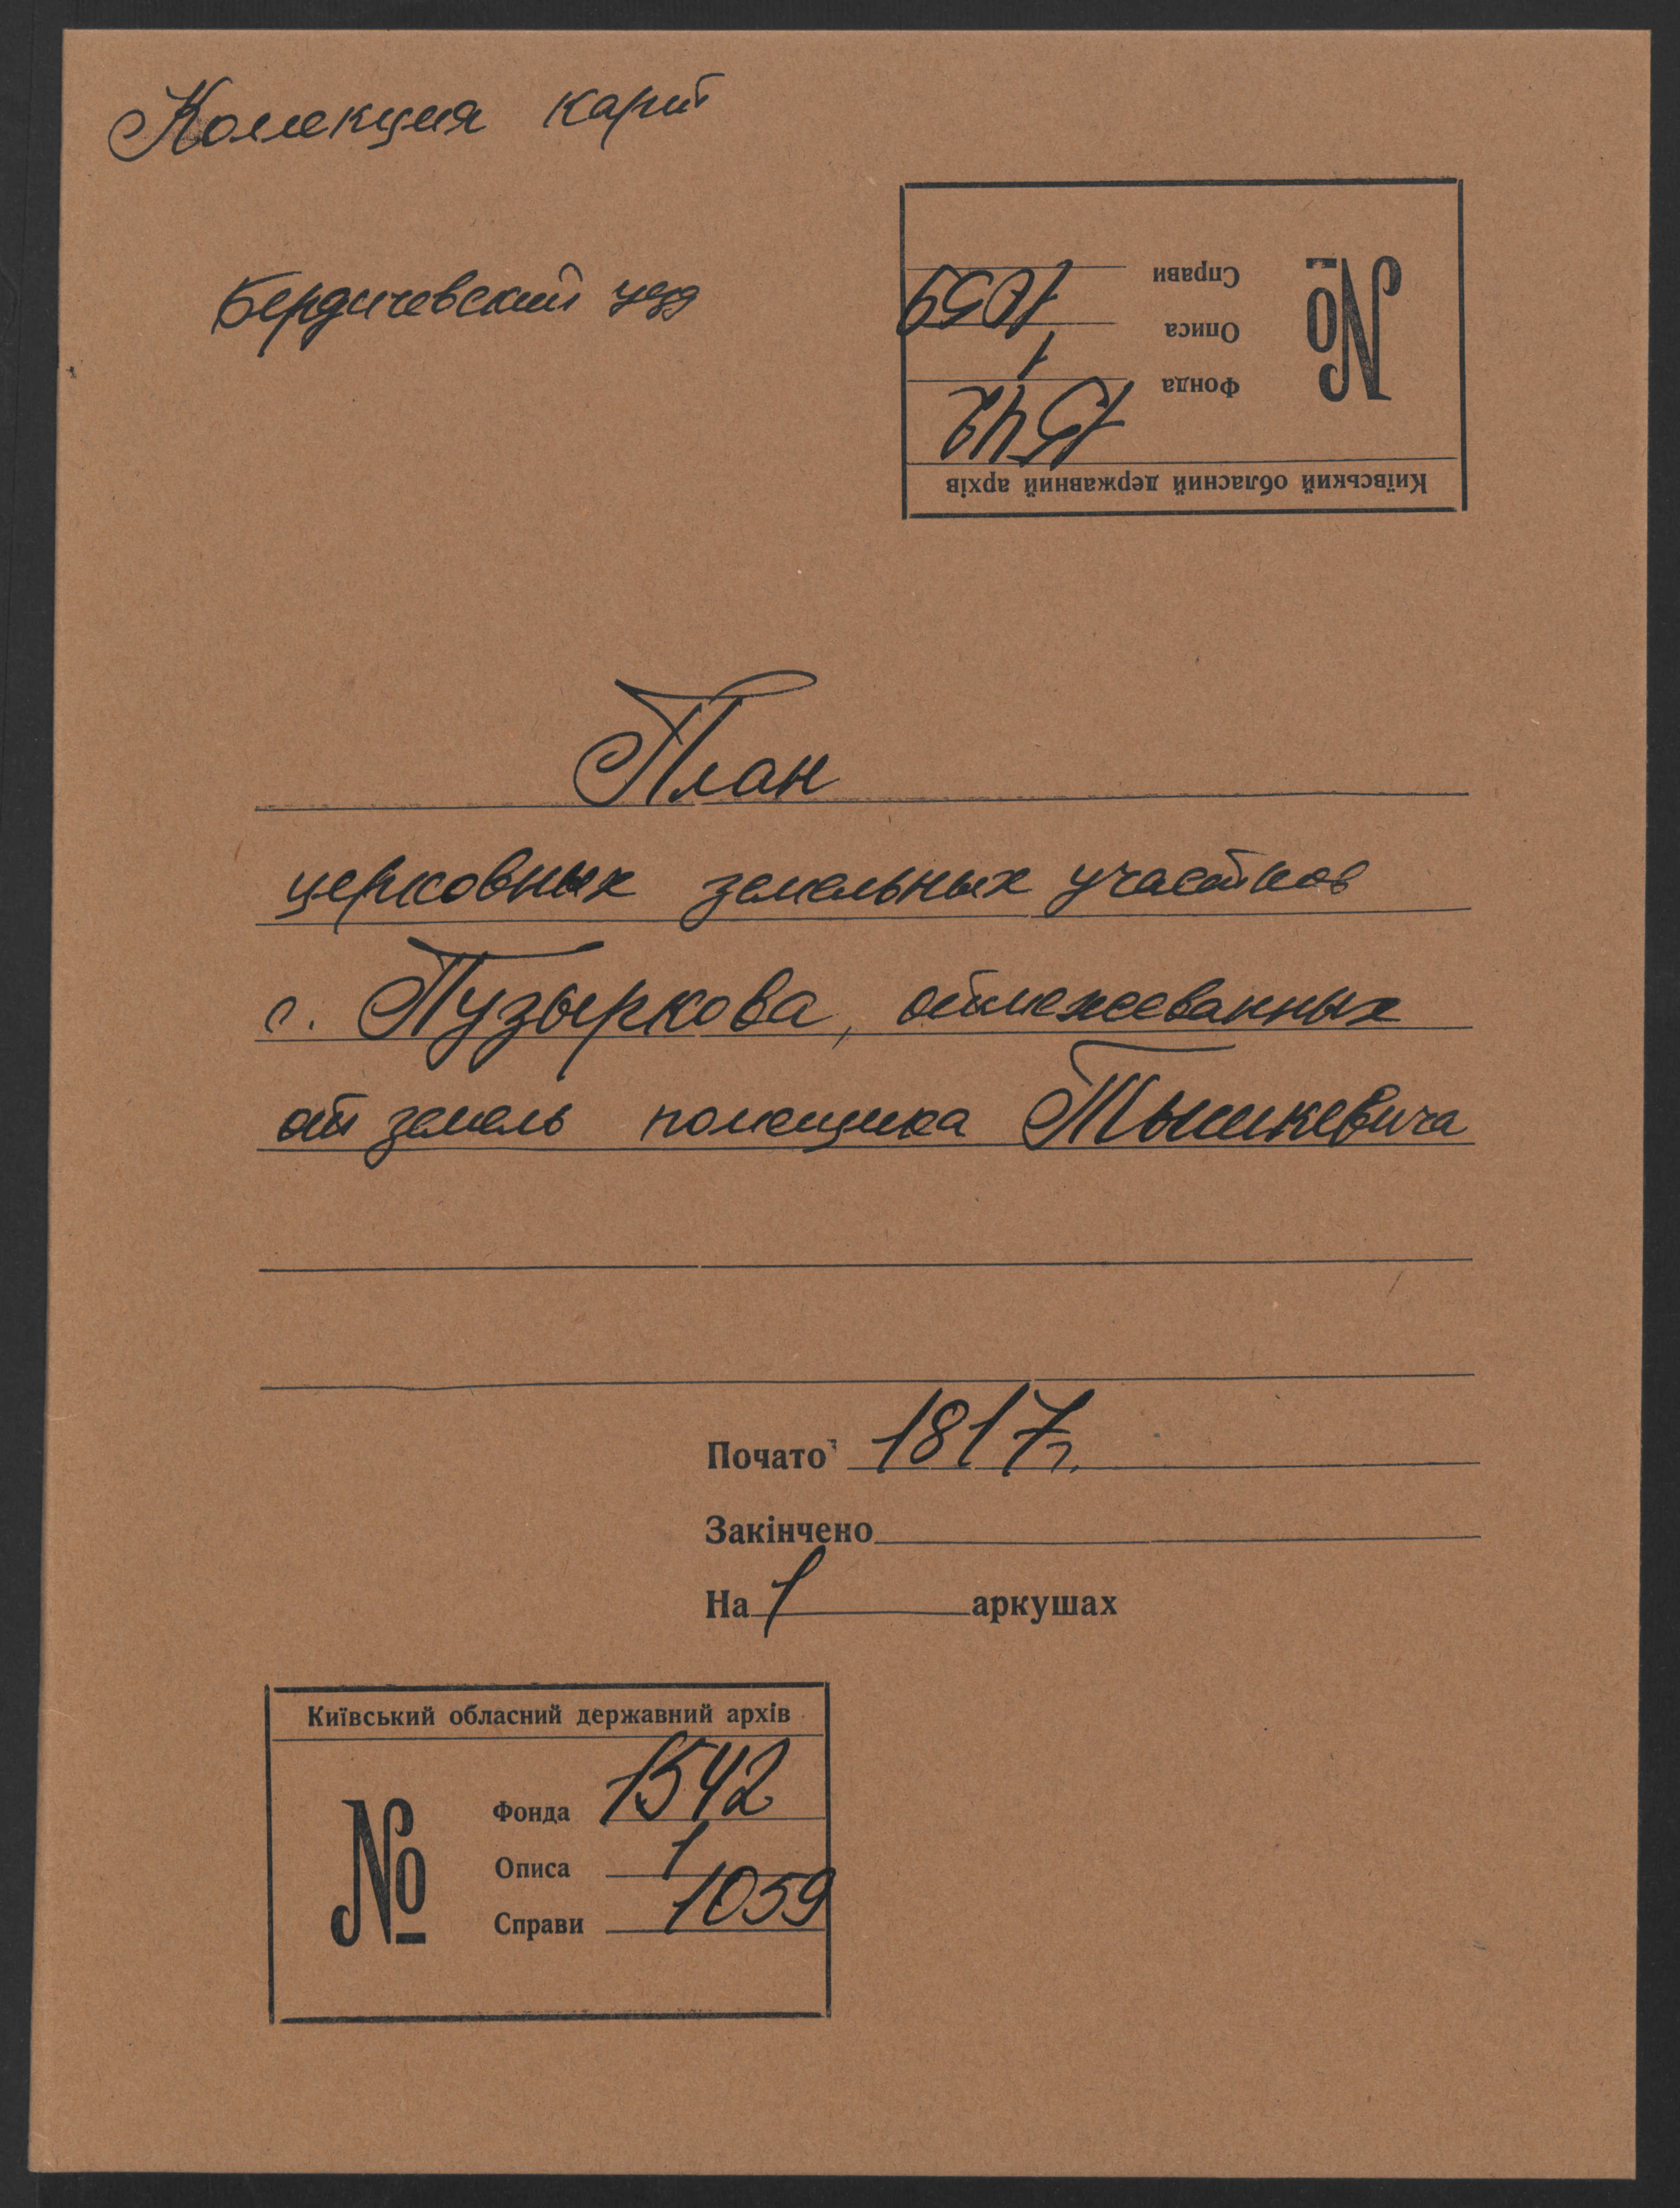 Коллекция карт
Бердичевский уезд
Київський обласний державний архів
№
Фонда 1542
Описа 1
Справи 1059
План
церковных земельных участков
с. Пузыркова, отмежеванных
от земель помещика Тышкевича
Почато 1817г.
Закінчено
На 1 аркушах
Київський обласний державний архів
№
Фонда 1542
Описа 1
Справи 1059